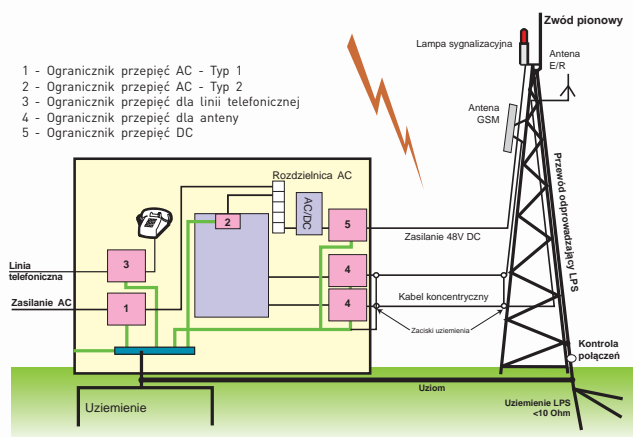 Zwód pionowy
Lampa sygnalizacyjna
Antena
E/R
1 - Ogranicznik przepięć AC - Typ 1
2 - Ogranicznik przepięć AC - Typ 2
3 - Ogranicznik przepięć dla linii telefonicznej
4 - Ogranicznik przepięć dla anteny
5 - Ogranicznik przepięć DC
Antena
GSM
Przewód odprowadzający LPS
Rozdzielnica AC
AC/DC
2
5
Zasilanie 48V DC
Linia
telefoniczna
3
4
Kabel koncentryczny
Zasilanie AC
1
4
Zaciski uziemienia
Kontrola
połączeń
Uziom
Uziemienie
Uziemienie LPS
<10 Ohm